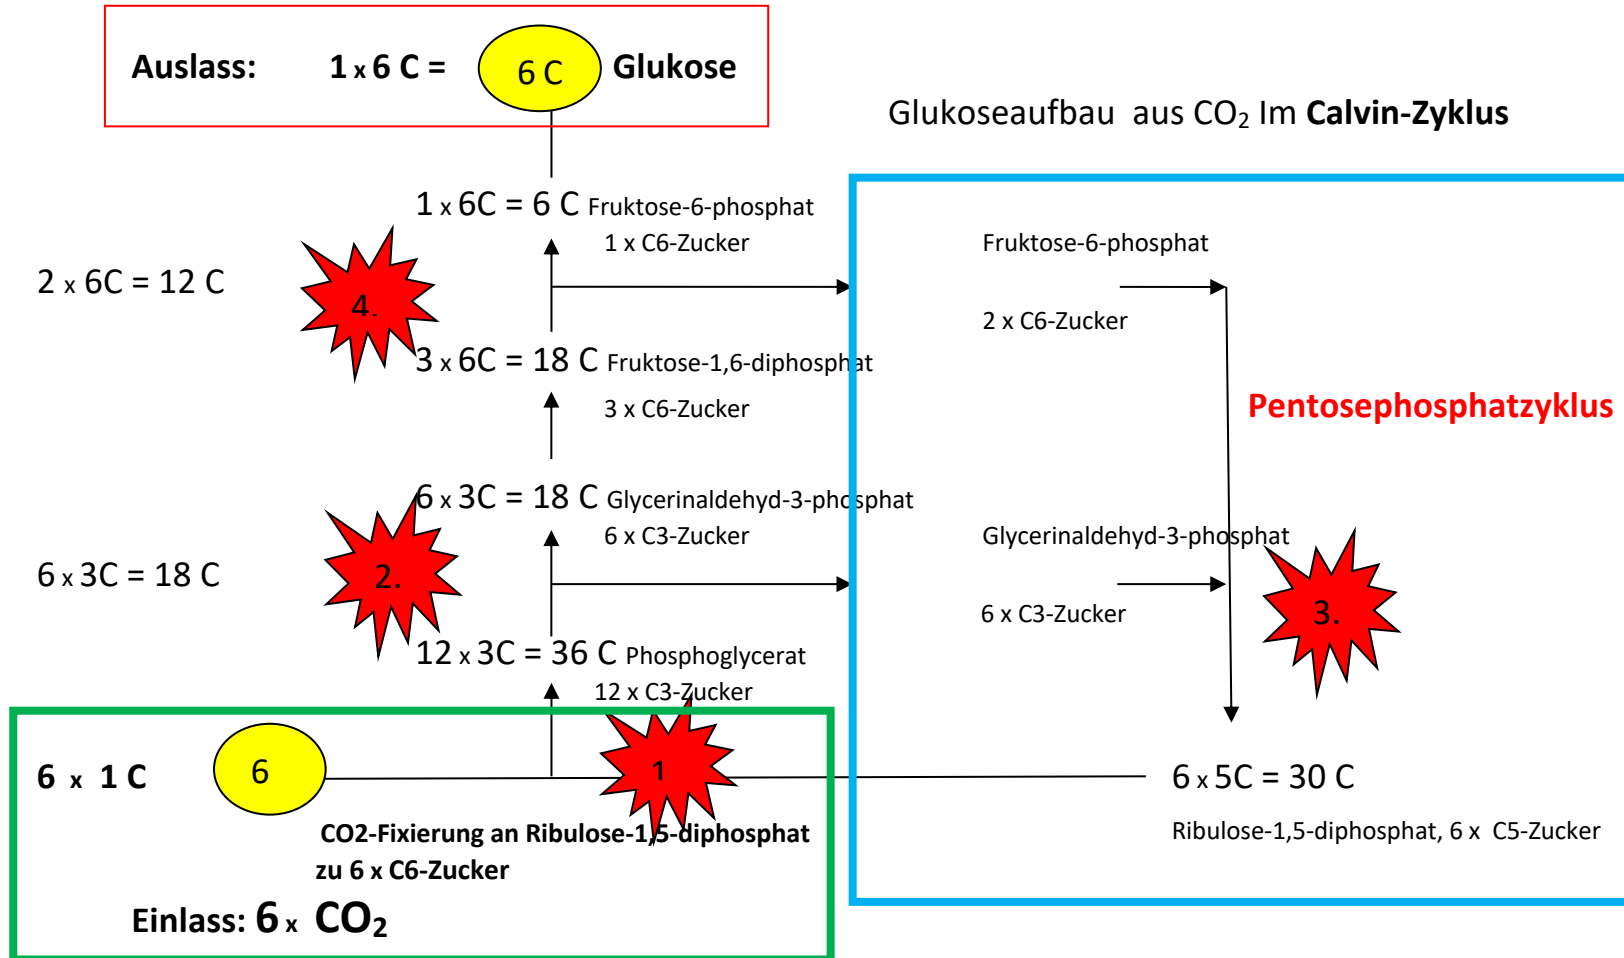 Auslass: 1 x 6 C = 6 C Glukose
Glukoseaufbau aus CO₂ Im Calvin-Zyklus
1 x 6C = 6 C Fruktose-6-phosphat
1 x C6-Zucker
Fruktose-6-phosphat
2 x 6C = 12 C
4.
2 x C6-Zucker
3 x 6C = 18 C Fruktose-1,6-diphosphat
3 x C6-Zucker
Pentosephosphatzyklus
6 x 3C = 18 C Glycerinaldehyd-3-phosphat
6 x C3-Zucker
Glycerinaldehyd-3-phosphat
6 x 3C = 18 C
2.
6 x C3-Zucker
3.
12 x 3C = 36 C Phosphoglycerat
12 x C3-Zucker
6 x 1 C
6
1
6 x 5C = 30 C
CO2-Fixierung an Ribulose-1,5-diphosphat
zu 6 x C6-Zucker
Ribulose-1,5-diphosphat, 6 x C5-Zucker
Einlass: 6 x CO₂